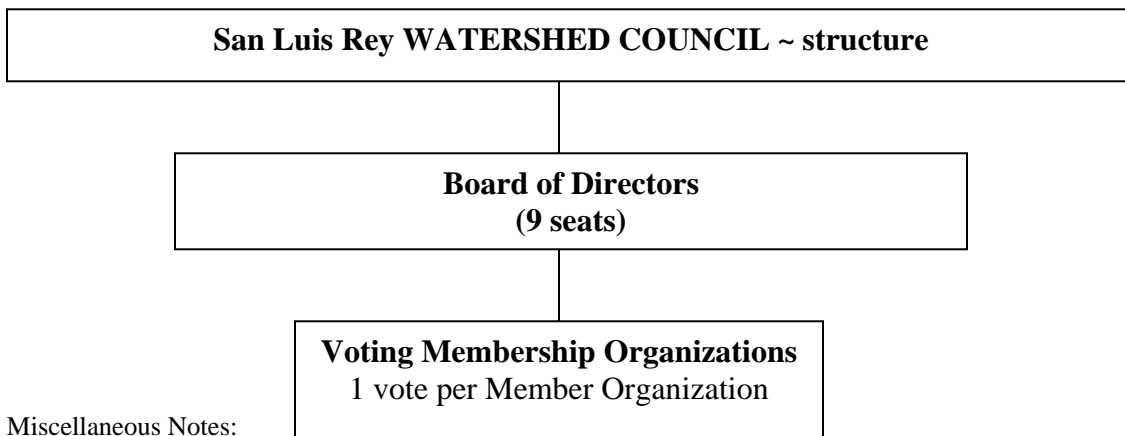 San Luis Rey WATERSHED COUNCIL ~ structure
Board of Directors
(9 seats)
Voting Membership Organizations
1 vote per Member Organization
Miscellaneous Notes: